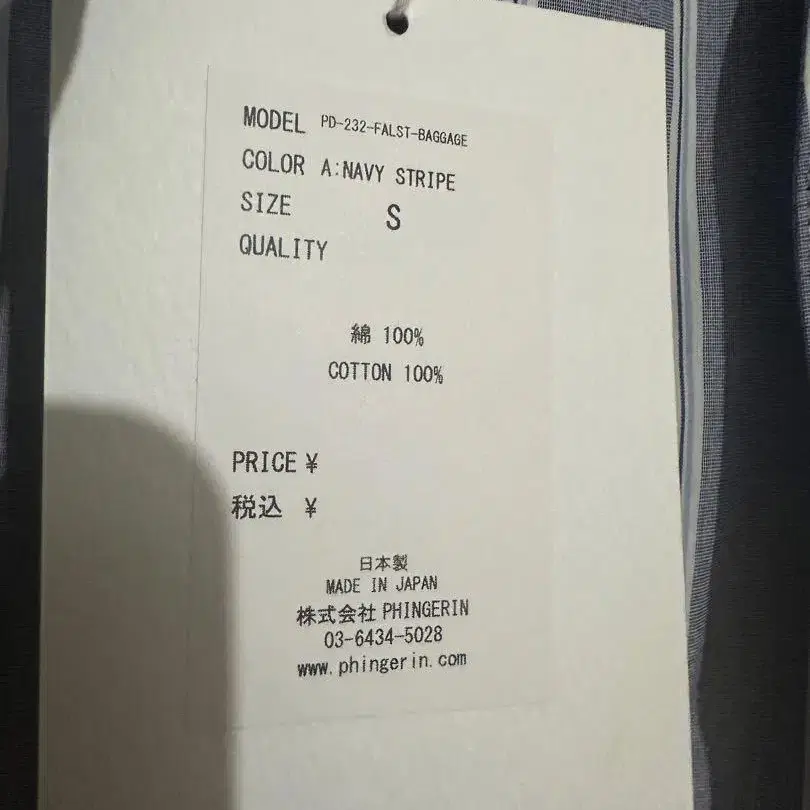 MODEL PD-232-FALST-BAGGAGE
COLOR A:NAVY STRIPE
SIZE S
QUALITY
綿 100%
COTTON 100%
PRICE ¥
税込 ¥
日本製
MADE IN JAPAN
株式会社 PHINGERIN
03-6434-5028
www.phingerin.com